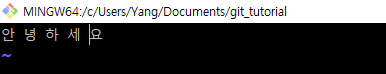 MINGW64:/c/Users/Yang/Documents/git_tutorial
안 녕 하 세 요
~